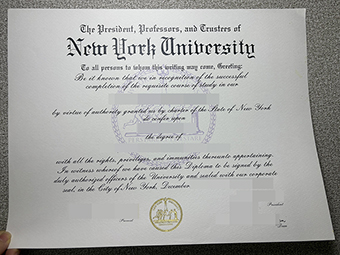 The President, Professors, and Trustees of
New York University
To all persons to whom this writing may come, Greeting:
Be it known that we in recognition of the successful
completion of the requisite course of study in our
by virtue of authority granted us by charter of the State of New York
do confer upon
the degree of
with all the rights, privileges, and immunities thereunto appertaining.
In witness whereof we have caused this Diploma to be signed by the
duly authorized officers of the University and sealed with our corporate
seal, in the City of New York, December
President
Dean